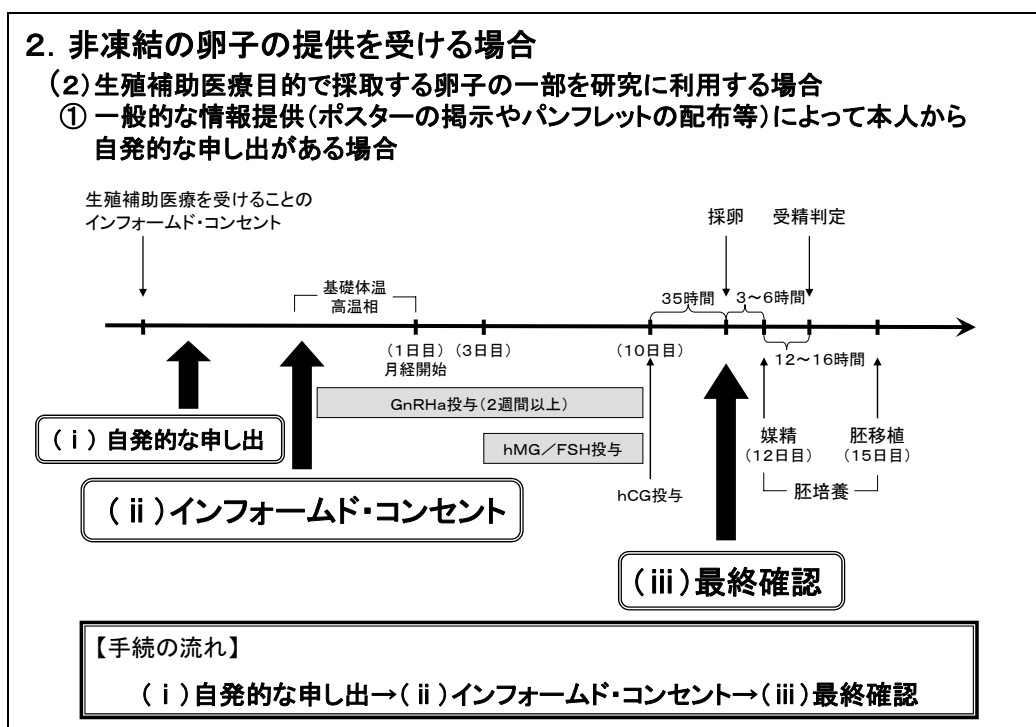 ２．非凍結の卵子の提供を受ける場合
（２）生殖補助医療目的で採取する卵子の一部を研究に利用する場合
① 一般的な情報提供（ポスターの掲示やパンフレットの配布等）によって本人から
自発的な申し出がある場合
生殖補助医療を受けることの
インフォームド・コンセント
採卵
受精判定
基礎体温
高温相
35時間
3～6時間
（1日目）
月経開始
（3日目）
（10日目）
12～16時間
GnRHa投与（2週間以上）
hMG／FSH投与
hCG投与
媒精
（12日目）
胚移植
（15日目）
胚培養
（ⅰ）自発的な申し出
（ⅱ）インフォームド・コンセント
（ⅲ）最終確認
【手続の流れ】
（ⅰ）自発的な申し出→（ⅱ）インフォームド・コンセント→（ⅲ）最終確認